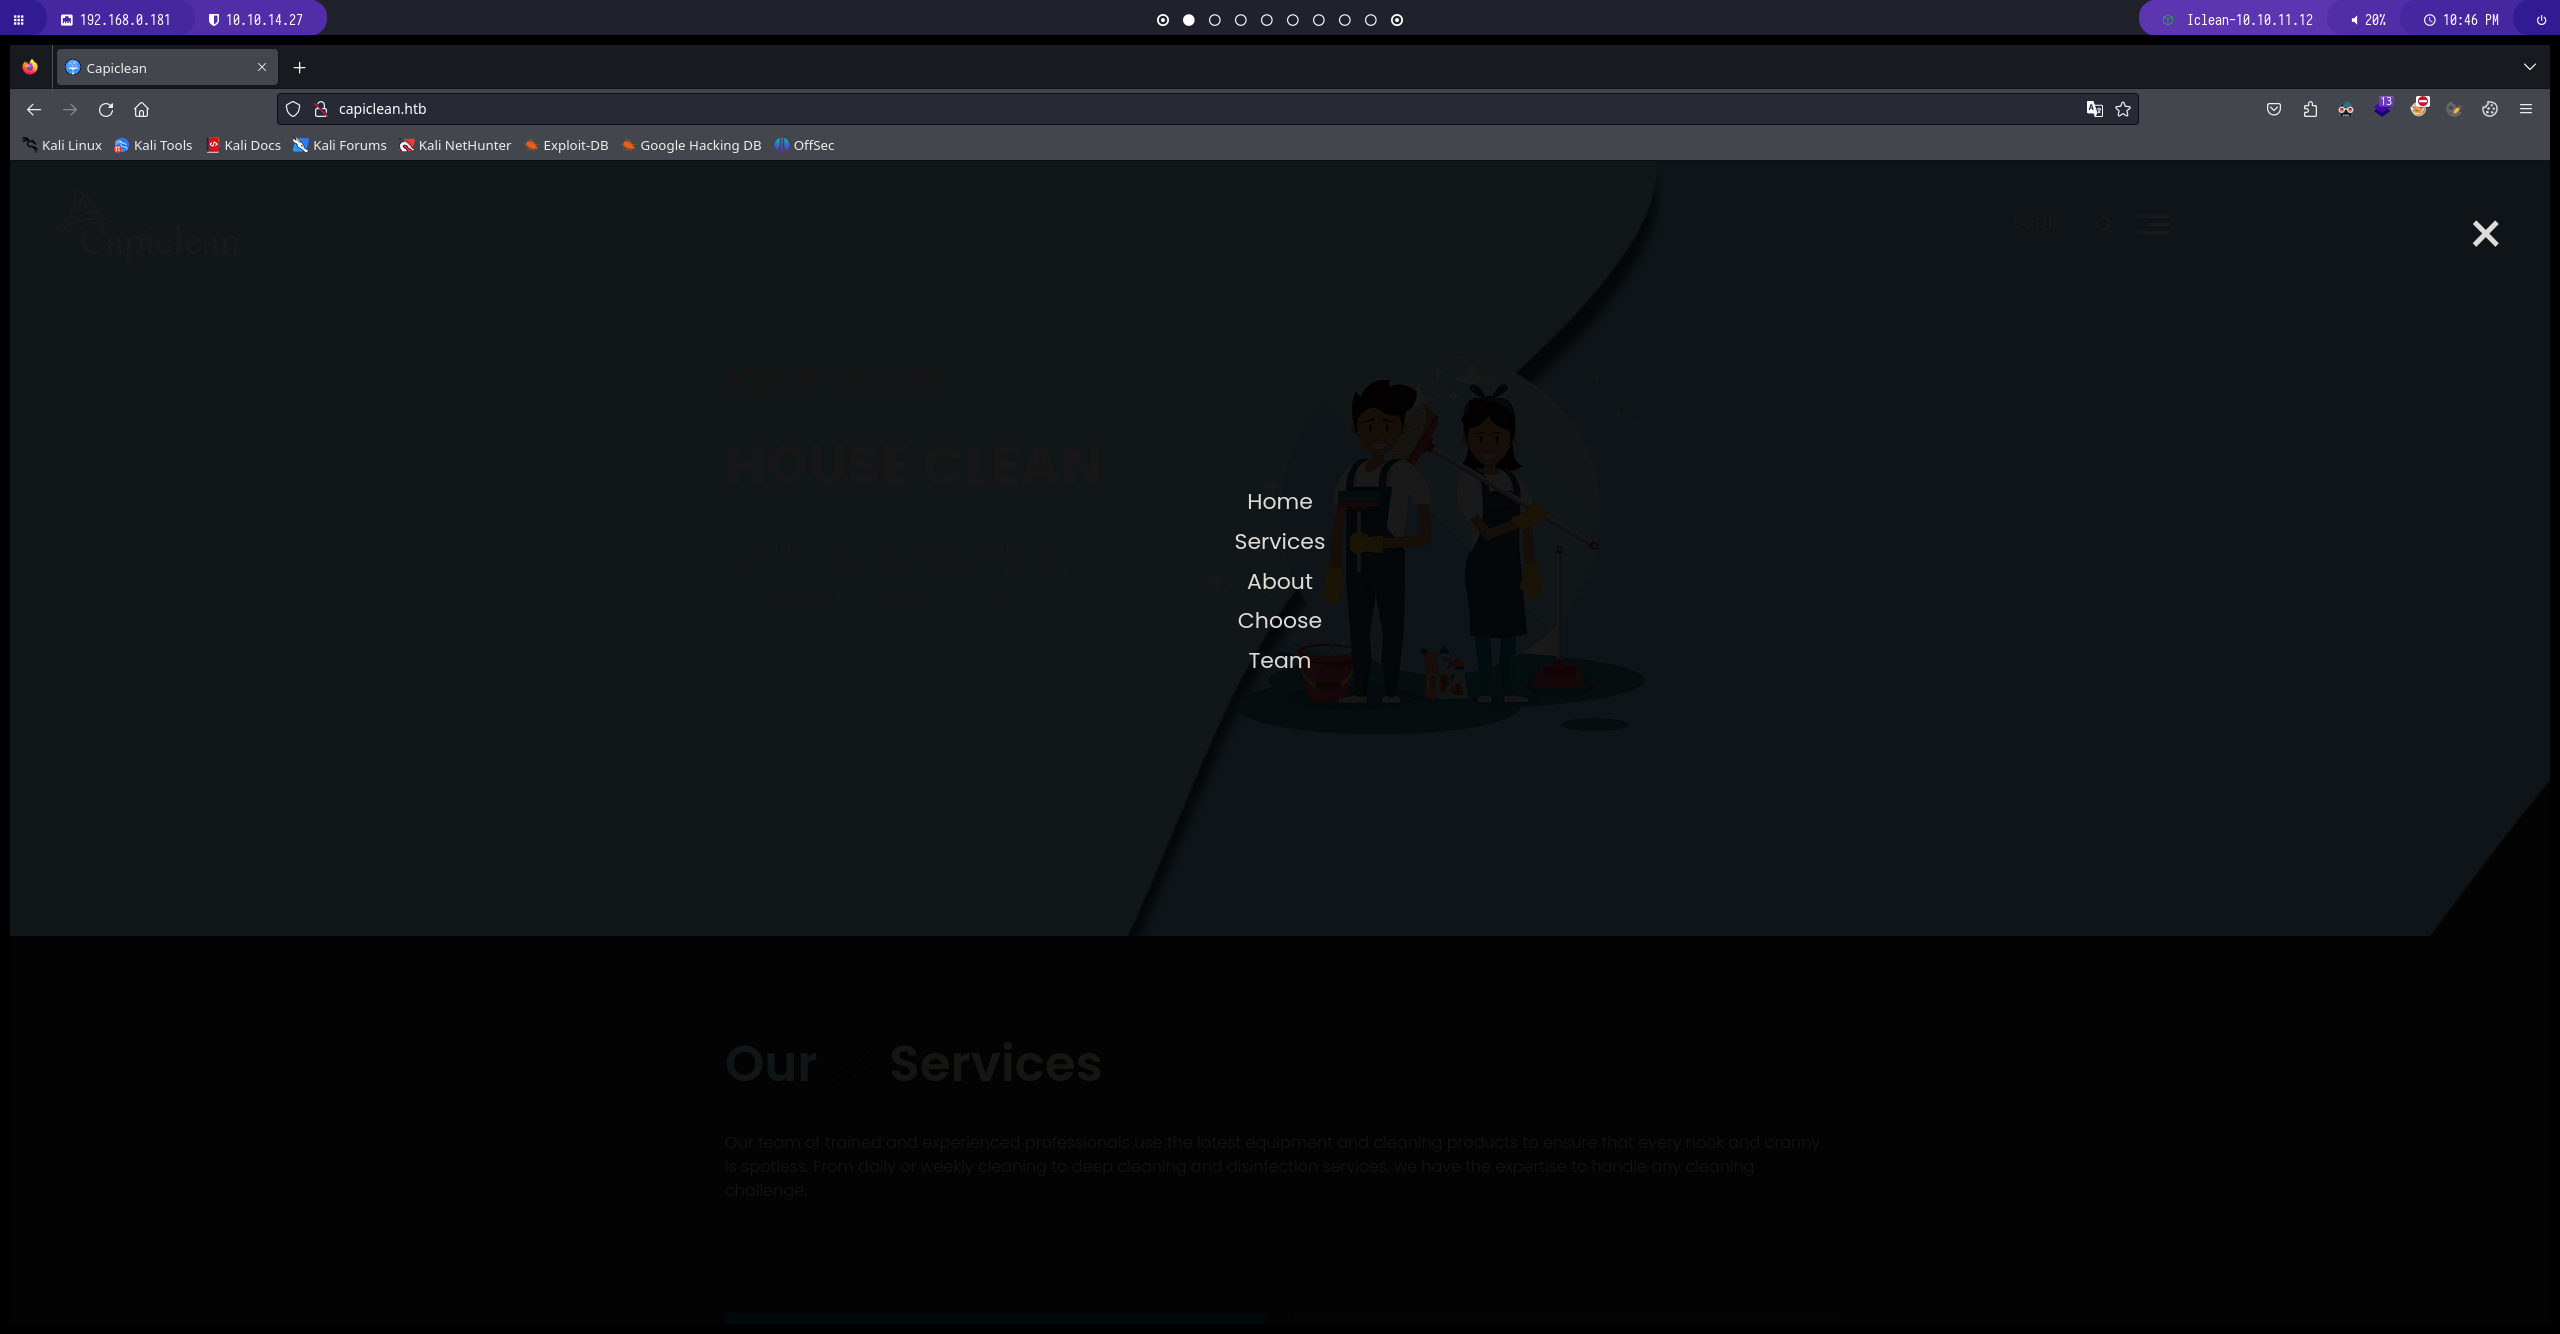 192.168.0.181 10.10.14.27 Iclean-10.10.11.12 20% 10:46 PM
Capiclean
capiclean.htb 13
Kali Linux Kali Tools Kali Docs Kali Forums Kali NetHunter Exploit-DB Google Hacking DB OffSec
Capiclean Login
KEEP YOUR
HOUSE CLEAN
Home
Services
About
Choose
Team
Our Services
Our team of trained and experienced professionals use the latest equipment and cleaning products to ensure that every nook and cranny
is spotless. From daily or weekly cleaning to deep cleaning and disinfection services, we have the expertise to handle any cleaning
challenge.